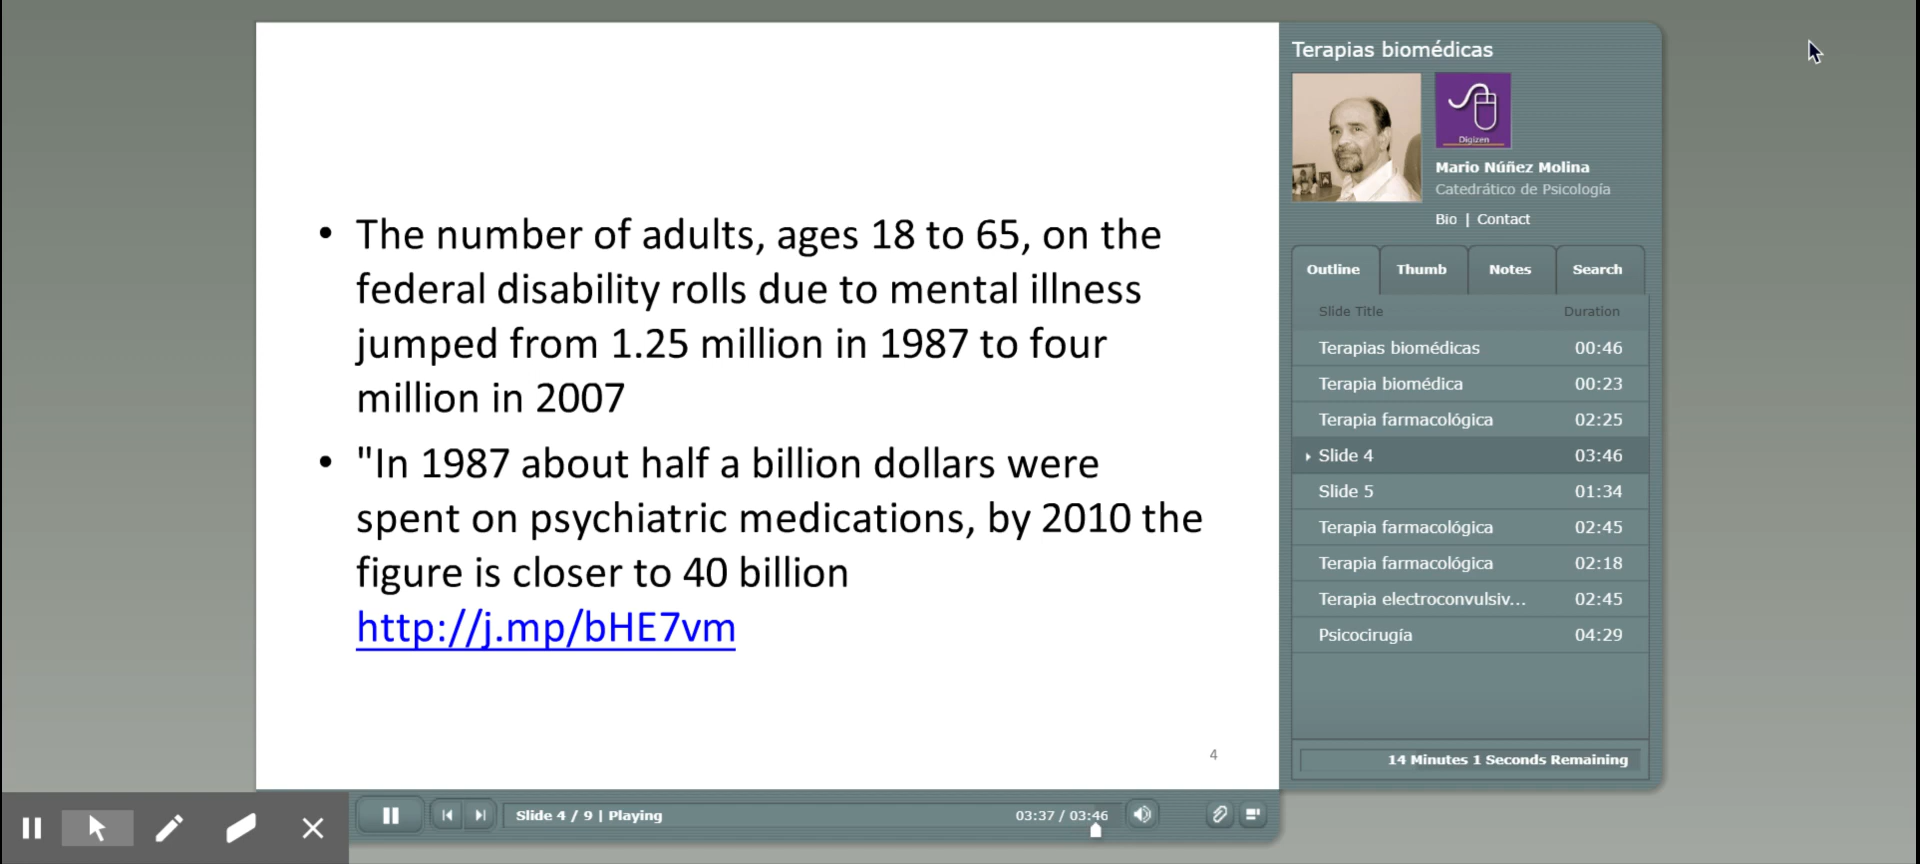 • The number of adults, ages 18 to 65, on the
federal disability rolls due to mental illness
jumped from 1.25 million in 1987 to four
million in 2007
• "In 1987 about half a billion dollars were
spent on psychiatric medications, by 2010 the
figure is closer to 40 billion
http://j.mp/bHE7vm
4
Terapias biomédicas
Digizen
Mario Núñez Molina
Catedrático de Psicología
Bio | Contact
Outline Thumb Notes Search
Slide Title Duration
Terapias biomédicas 00:46
Terapia biomédica 00:23
Terapia farmacológica 02:25
Slide 4 03:46
Slide 5 01:34
Terapia farmacológica 02:45
Terapia farmacológica 02:18
Terapia electroconvulsiv... 02:45
Psicocirugía 04:29
14 Minutes 1 Seconds Remaining
Slide 4 / 9 | Playing 03:37 / 03:46